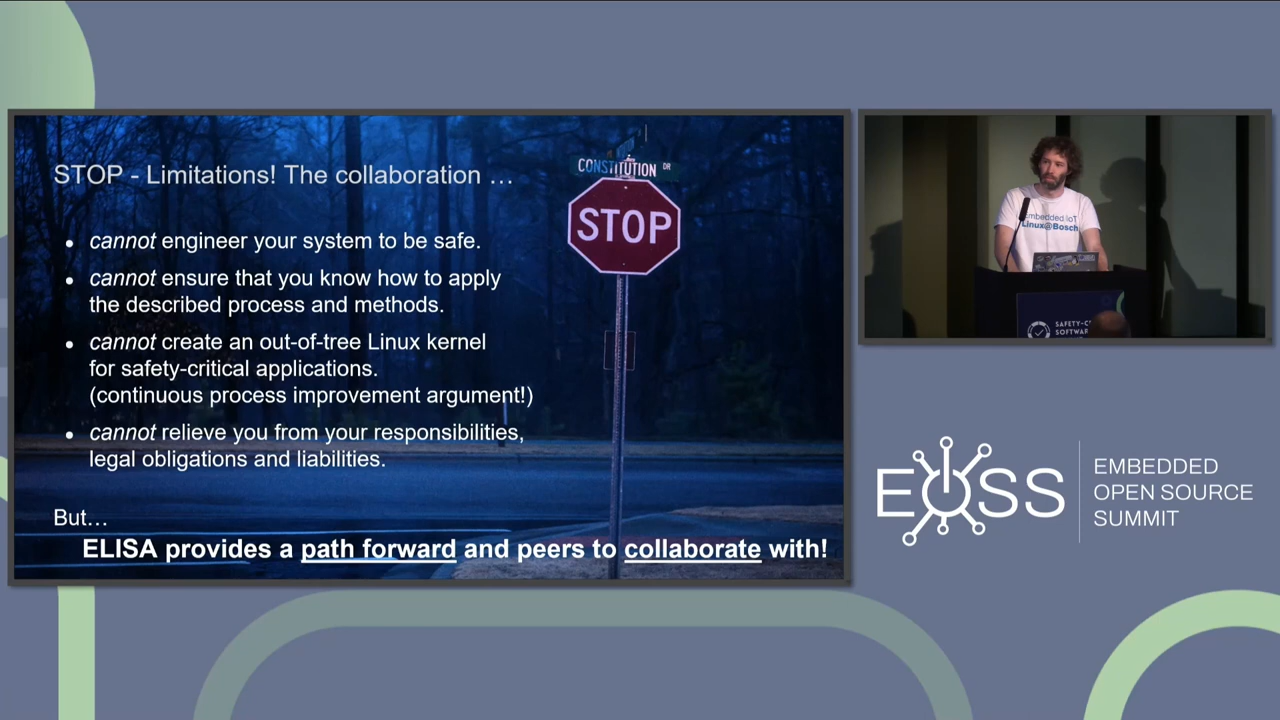 STOP - Limitations! The collaboration …
• cannot engineer your system to be safe.
• cannot ensure that you know how to apply
the described process and methods.
• cannot create an out-of-tree Linux kernel
for safety-critical applications.
(continuous process improvement argument!)
• cannot relieve you from your responsibilities,
legal obligations and liabilities.
But…
ELISA provides a path forward and peers to collaborate with!
CONSTITUTION DR
STOP
Embedded.IoT
Linux@Bosch
SAFETY-CR
SOFTWAR
EOSS
EMBEDDED
OPEN SOURCE
SUMMIT